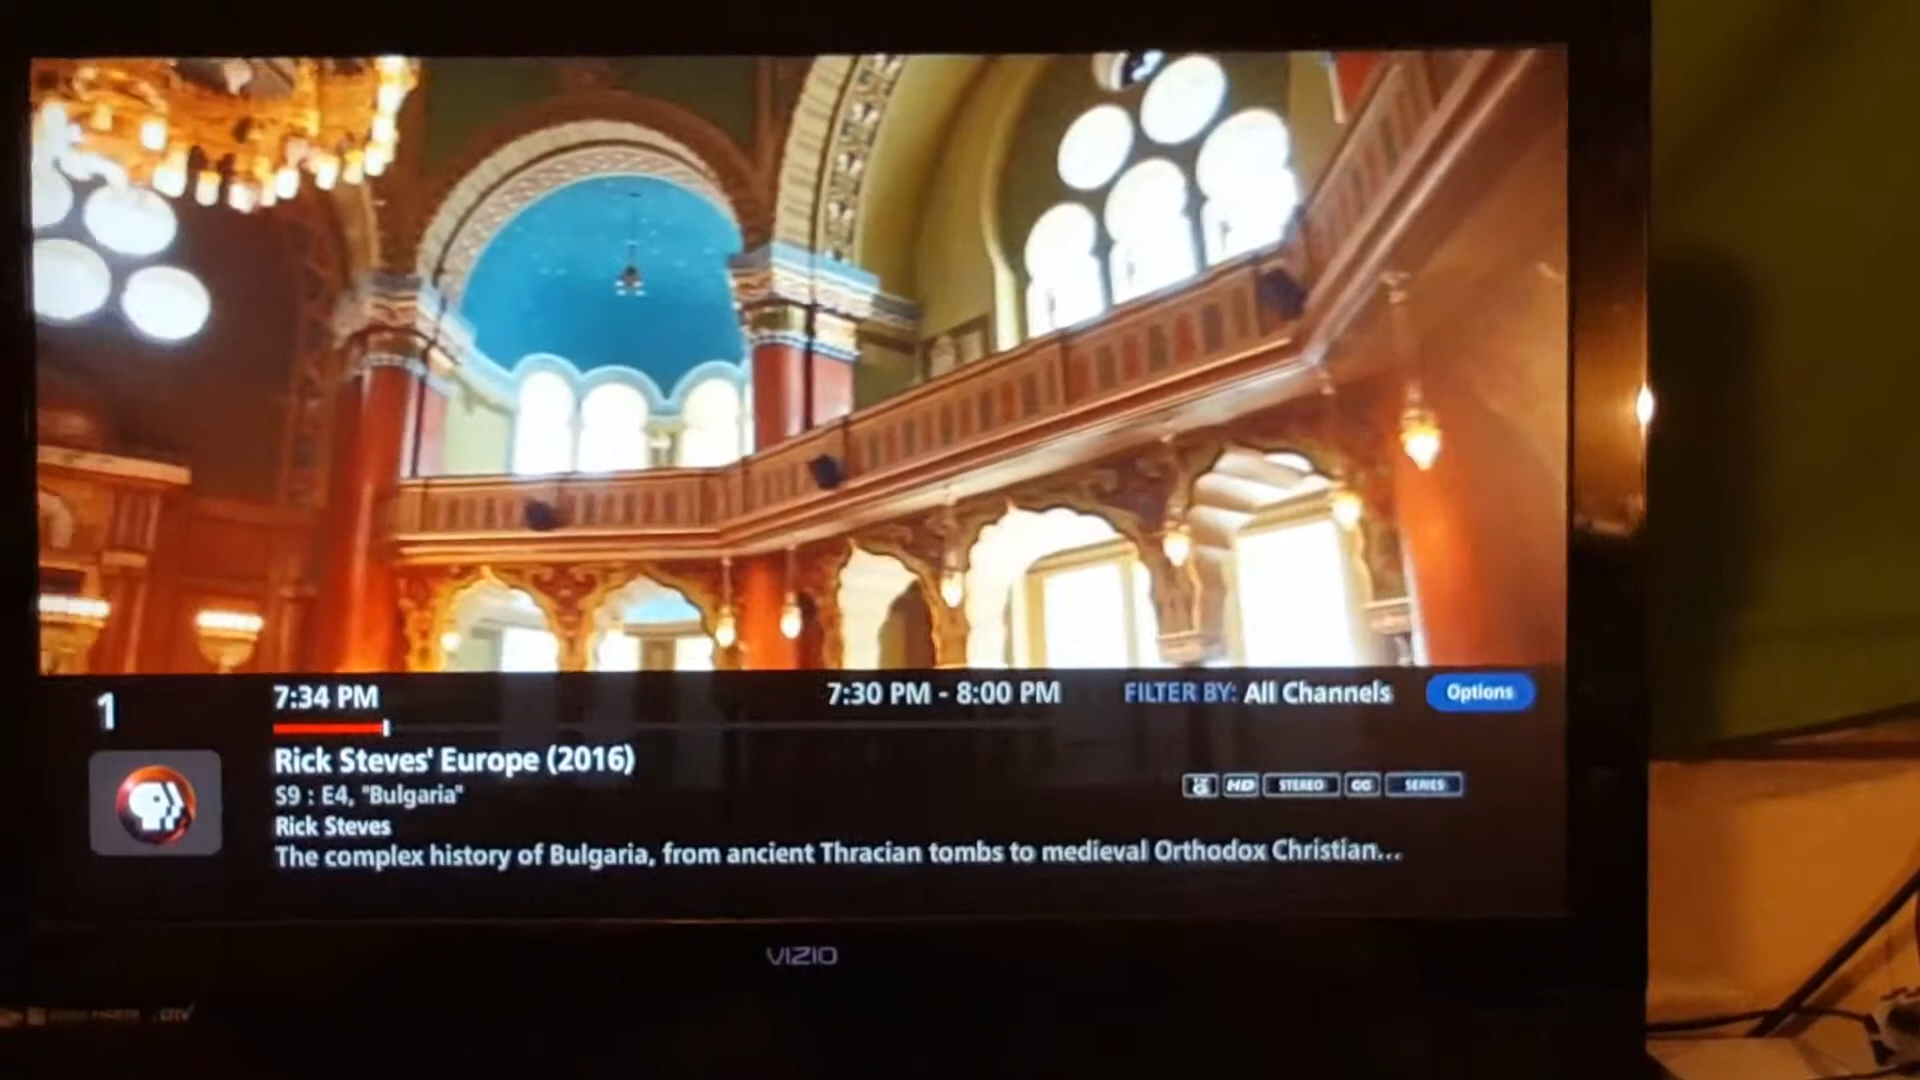 1
7:34 PM
7:30 PM - 8:00 PM
FILTER BY: All Channels
Options
Rick Steves' Europe (2016)
S9 : E4, "Bulgaria"
HD STEREO CC SERIES
Rick Steves
The complex history of Bulgaria, from ancient Thracian tombs to medieval Orthodox Christian...
VIZIO